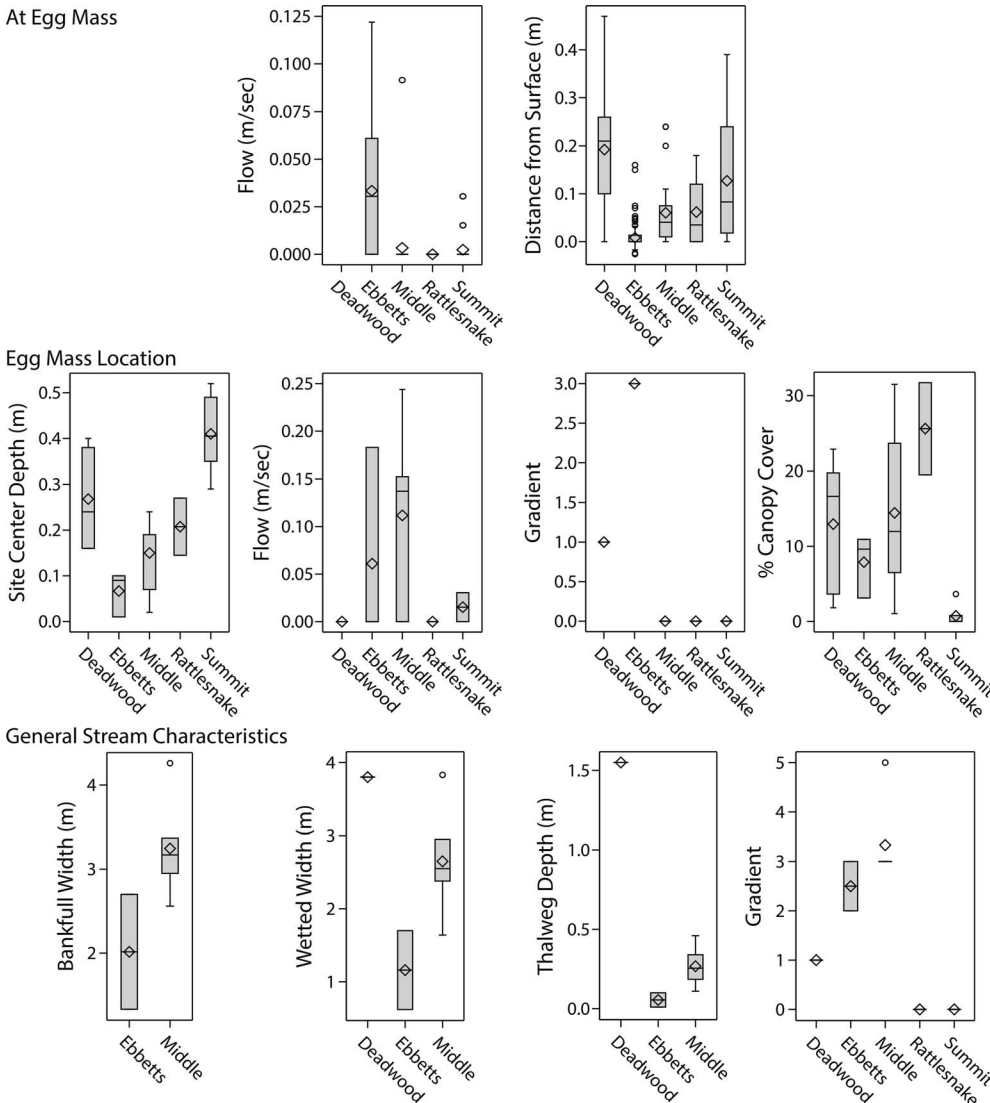 At Egg Mass
Flow (m/sec)
0.125
0.100
0.075
0.050
0.025
0.000
Deadwood
Ebbetts
Middle
Rattlesnake
Summit
Distance from Surface (m)
0.4
0.3
0.2
0.1
0.0
Deadwood
Ebbetts
Middle
Rattlesnake
Summit
Egg Mass Location
Site Center Depth (m)
0.5
0.4
0.3
0.2
0.1
0.0
Deadwood
Ebbetts
Middle
Rattlesnake
Summit
Flow (m/sec)
0.25
0.20
0.15
0.10
0.05
0.00
Deadwood
Ebbetts
Middle
Rattlesnake
Summit
Gradient
3.0
2.5
2.0
1.5
1.0
0.5
0.0
Deadwood
Ebbetts
Middle
Rattlesnake
Summit
% Canopy Cover
30
20
10
0
Deadwood
Ebbetts
Middle
Rattlesnake
Summit
General Stream Characteristics
Bankfull Width (m)
4
3
2
Ebbetts
Middle
Wetted Width (m)
4
3
2
1
Deadwood
Ebbetts
Middle
Thalweg Depth (m)
1.5
1.0
0.5
0.0
Deadwood
Ebbetts
Middle
Gradient
5
4
3
2
1
0
Deadwood
Ebbetts
Middle
Rattlesnake
Summit